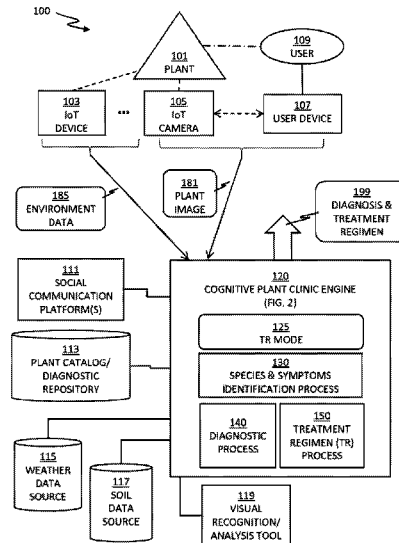 100
101
PLANT
109
USER
103
IoT
DEVICE
...
105
IoT
CAMERA
107
USER DEVICE
185
ENVIRONMENT
DATA
181
PLANT
IMAGE
199
DIAGNOSIS &
TREATMENT
REGIMEN
111
SOCIAL
COMMUNICATION
PLATFORM(S)
113
PLANT CATALOG/
DIAGNOSTIC
REPOSITORY
115
WEATHER
DATA
SOURCE
117
SOIL
DATA
SOURCE
120
COGNITIVE PLANT CLINIC ENGINE
(FIG. 2)
125
TR MODE
130
SPECIES & SYMPTOMS
IDENTIFICATION PROCESS
140
DIAGNOSTIC
PROCESS
150
TREATMENT
REGIMEN (TR)
PROCESS
119
VISUAL
RECOGNITION/
ANALYSIS TOOL